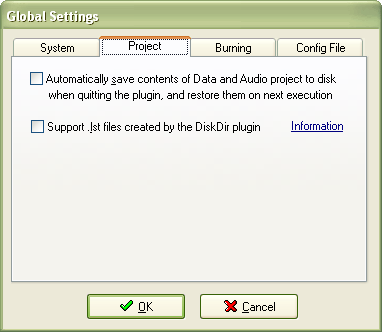 Global Settings
System Project Burning Config File
Automatically save contents of Data and Audio project to disk
when quitting the plugin, and restore them on next execution
Support .lst files created by the DiskDir plugin Information
OK Cancel